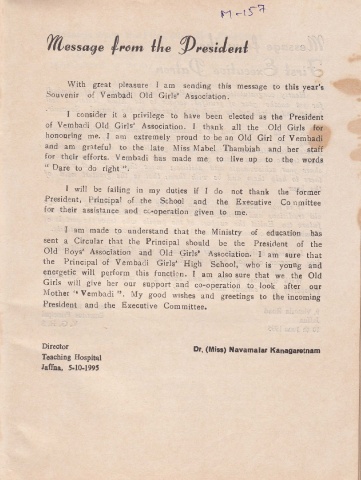 M-157
Message from the President
With great pleasure I am sending this message to this year's
Souvenir of Vembadi Old Girls' Association.
I consider it a privilege to have been elected as the President
of Vembadi Old Girls' Association. I thank all the Old Girls for
honouring me. I am extremely proud to be an Old Girl of Vembadi
and am grateful to the late Miss Mabel Thambiah and her staff
for their efforts. Vembadi has made me to live up to the words
"Dare to do right".
I will be failing in my duties if I do not thank the former
President, Principal of the School and the Executive Committee
for their assistance and co-operation given to me.
I am made to understand that the Ministry of education has
sent a Circular that the Principal should be the President of the
Old Boys' Association and Old Girls' Association. I am sure that
the Principal of Vembadi Girls' High School, who is young and
energetic will perform this function. I am also sure that we the Old
Girls will give her our support and co-operation to look after our
Mother "Vembadi". My good wishes and greetings to the incoming
President and the Executive Committee.
Director
Teaching Hospital
Jaffna, 5-10-1995
Dr. (Miss) Navamalar Kanagaretnam